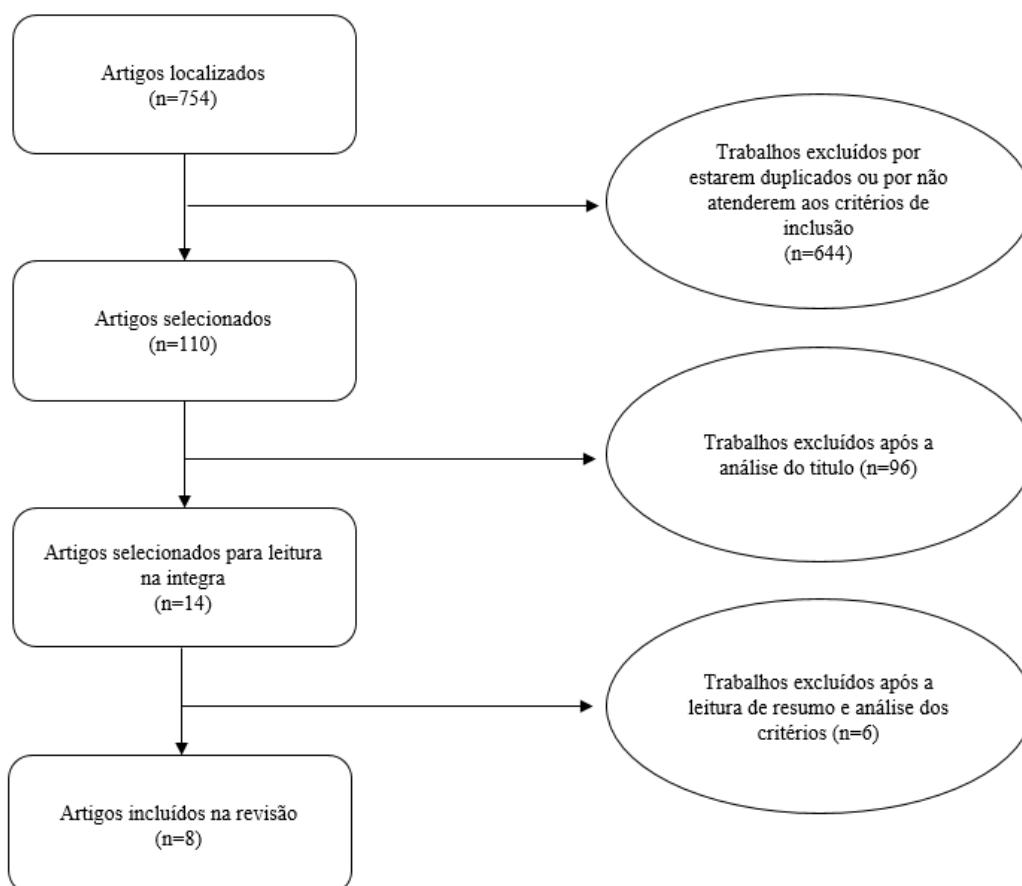 Artigos localizados
(n=754)
Trabalhos excluídos por
estarem duplicados ou por não
atenderem aos critérios de
inclusão
(n=644)
Artigos selecionados
(n=110)
Trabalhos excluídos após a
análise do titulo (n=96)
Artigos selecionados para leitura
na integra
(n=14)
Trabalhos excluídos após a
leitura de resumo e análise dos
critérios (n=6)
Artigos incluídos na revisão
(n=8)